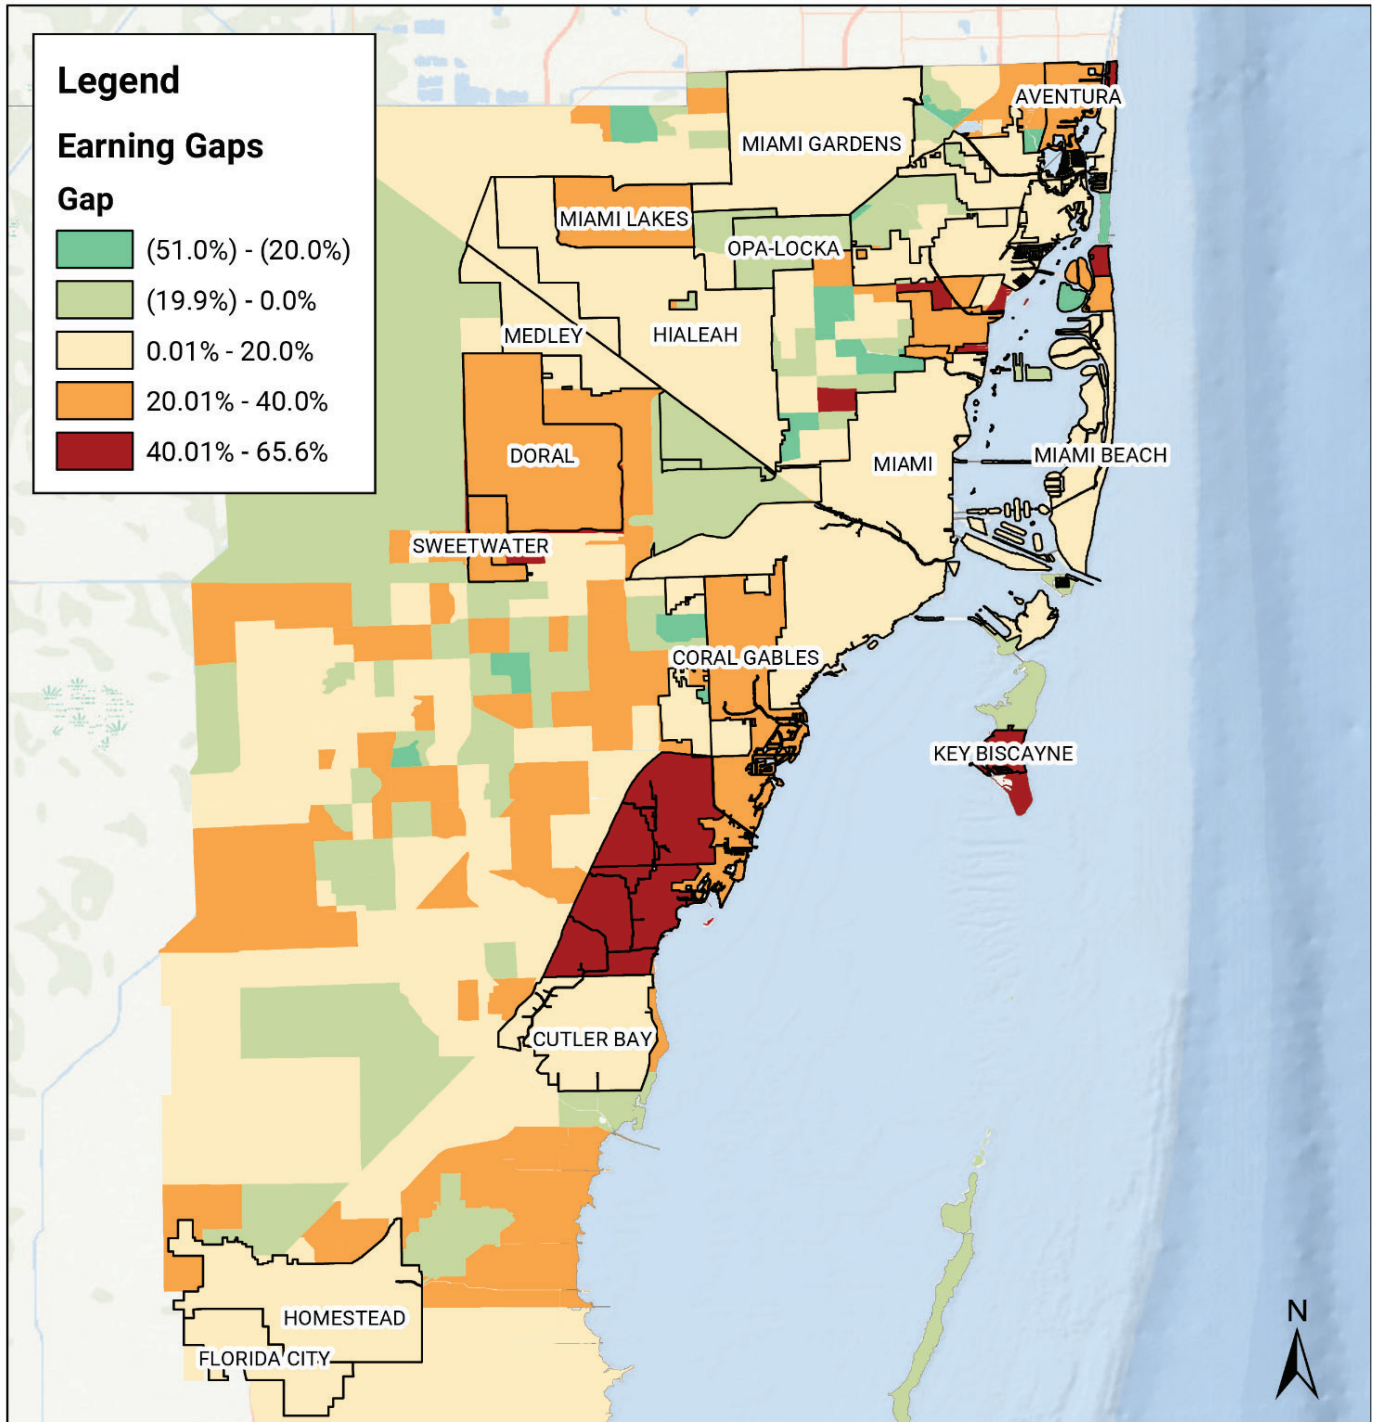 Legend
Earning Gaps
Gap
(51.0%) - (20.0%)
(19.9%) - 0.0%
0.01% - 20.0%
20.01% - 40.0%
40.01% - 65.6%
AVENTURA
MIAMI GARDENS
MIAMI LAKES
OPA-LOCKA
MEDLEY
HIALEAH
DORAL
MIAMI
MIAMI BEACH
SWEETWATER
CORAL GABLES
KEY BISCAYNE
CUTLER BAY
HOMESTEAD
FLORIDA CITY
N